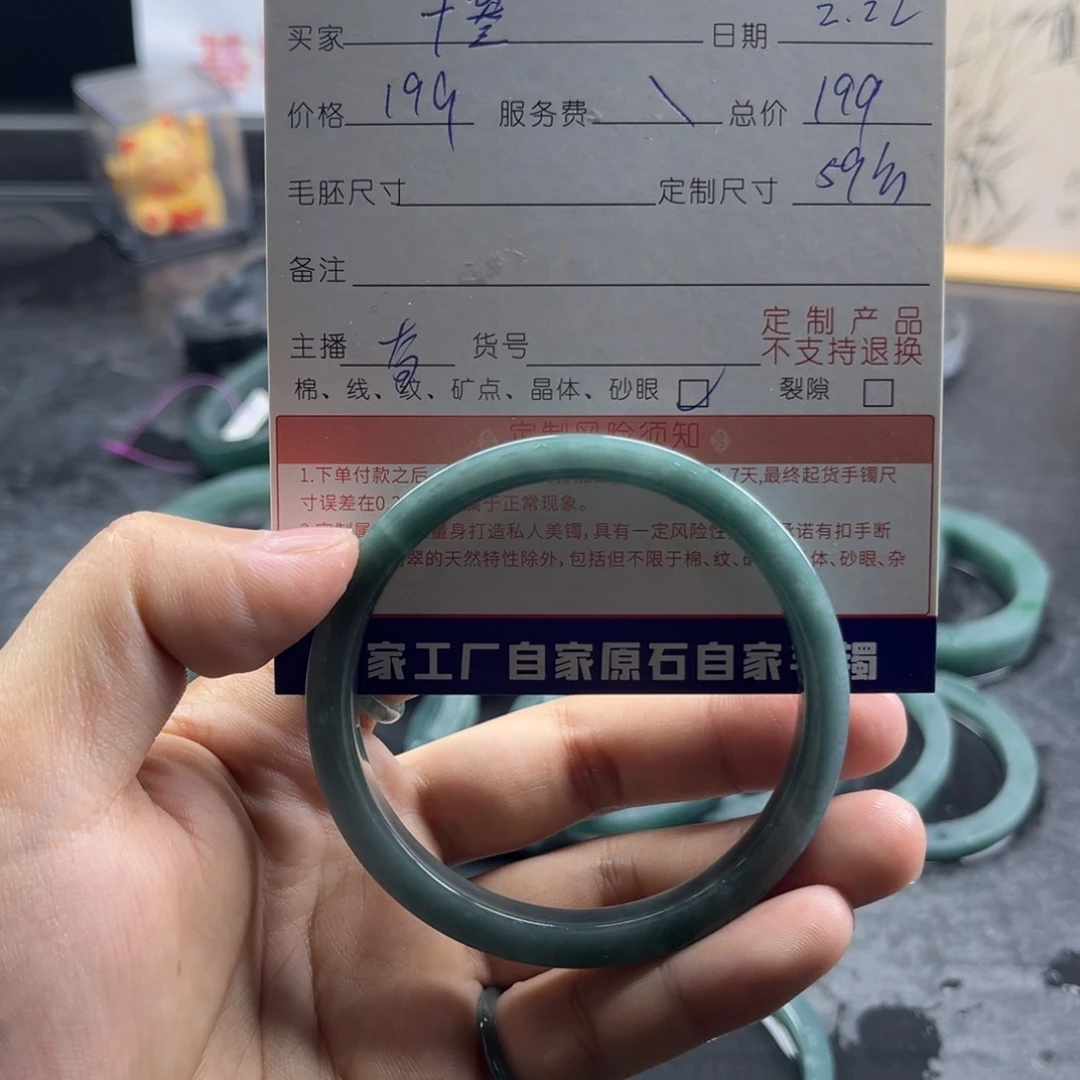 买家 日期 2.22
价格 199 服务费 \ 总价 199
毛胚尺寸 定制尺寸 59
备注
主播 货号 定制产品
不支持退换
棉、线、纹、矿点、晶体、砂眼 裂隙
定制风险须知
1.下单付款之后 7天,最终起货手镯尺
寸误差在0. 属于正常现象。
量身打造私人美镯,具有一定风险性 承诺有扣手断
翠的天然特性除外,包括但不限于棉、纹、 体、砂眼、杂
家工厂自家原石自家 镯